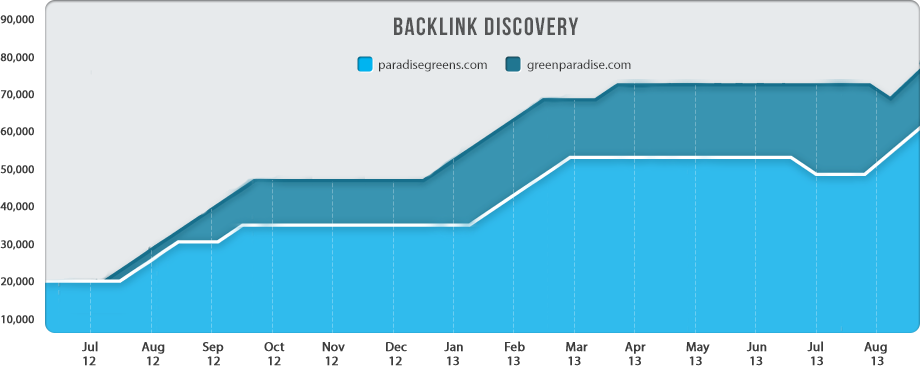 BACKLINK DISCOVERY
paradisegreens.com greenparadise.com
90,000
80,000
70,000
60,000
50,000
40,000
30,000
20,000
10,000
Jul Aug Sep Oct Nov Dec Jan Feb Mar Apr May Jun Jul Aug
12 12 12 12 12 12 13 13 13 13 13 13 13 13